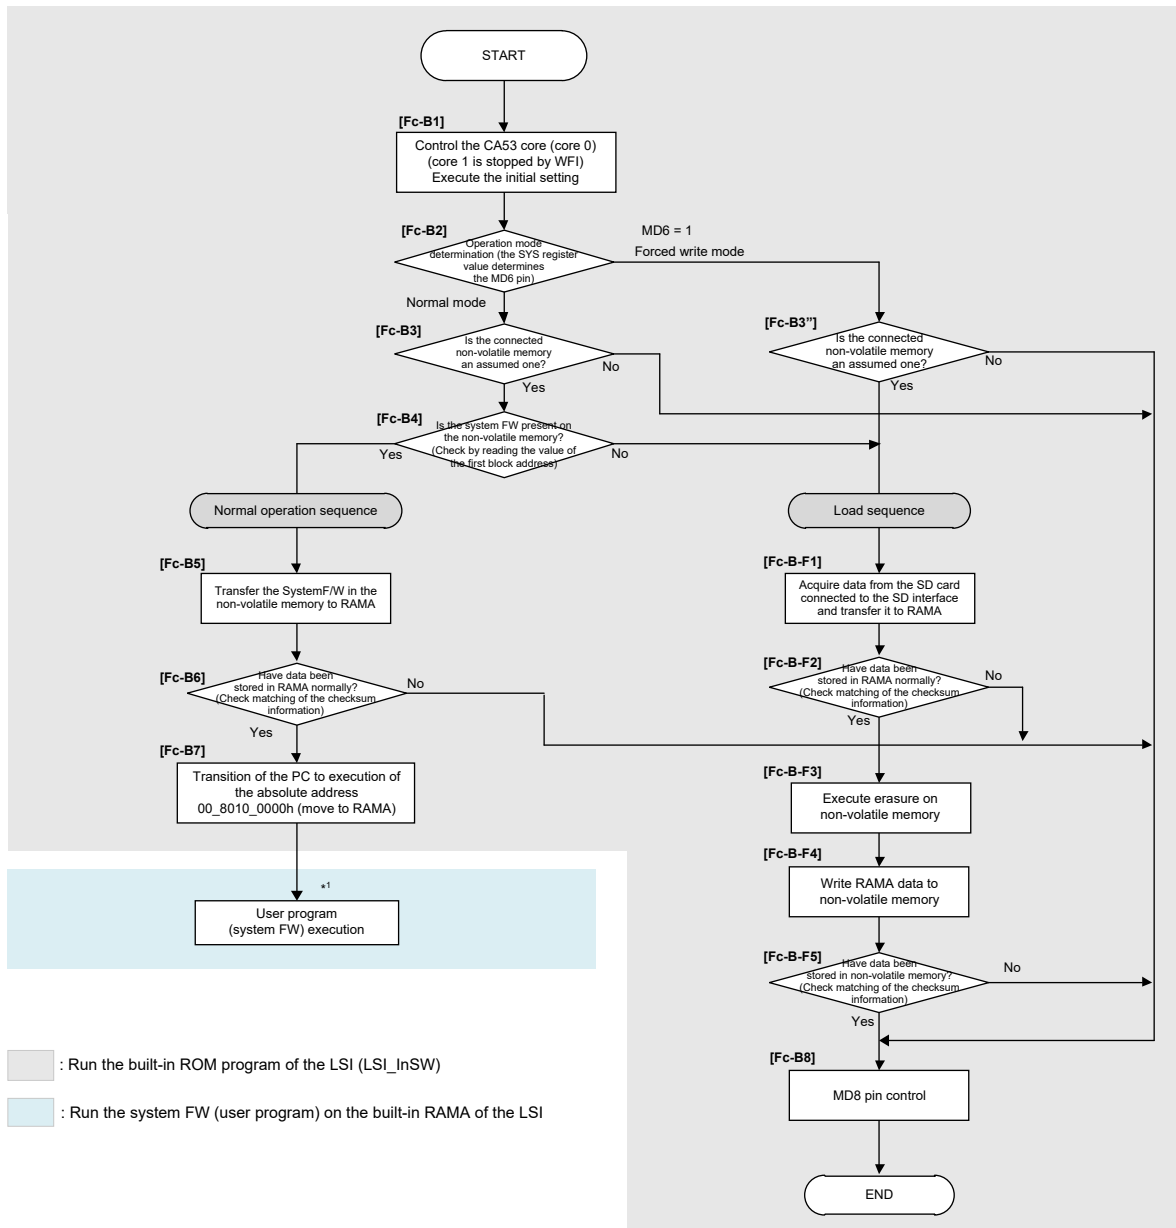 START
[Fc-B1]
Control the CA53 core (core 0)
(core 1 is stopped by WFI)
Execute the initial setting
[Fc-B2]
Operation mode
determination (the SYS register
value determines
the MD6 pin)
MD6 = 1
Forced write mode
Normal mode
[Fc-B3]
Is the connected
non-volatile memory
an assumed one?
No
Yes
[Fc-B3”]
Is the connected
non-volatile memory
an assumed one?
No
Yes
[Fc-B4]
Is the system FW present on
the non-volatile memory?
(Check by reading the value of
the first block address)
Yes
No
Normal operation sequence
Load sequence
[Fc-B5]
Transfer the SystemF/W in the
non-volatile memory to RAMA
[Fc-B-F1]
Acquire data from the SD card
connected to the SD interface
and transfer it to RAMA
[Fc-B6]
Have data been
stored in RAMA normally?
(Check matching of the checksum
information)
No
Yes
[Fc-B-F2]
Have data been
stored in RAMA normally?
(Check matching of the checksum
information)
No
Yes
[Fc-B7]
Transition of the PC to execution of
the absolute address
00_8010_0000h (move to RAMA)
[Fc-B-F3]
Execute erasure on
non-volatile memory
[Fc-B-F4]
Write RAMA data to
non-volatile memory
*1
User program
(system FW) execution
[Fc-B-F5]
Have data been
stored in non-volatile memory?
(Check matching of the checksum
information)
No
Yes
[Fc-B8]
MD8 pin control
END
: Run the built-in ROM program of the LSI (LSI_InSW)
: Run the system FW (user program) on the built-in RAMA of the LSI